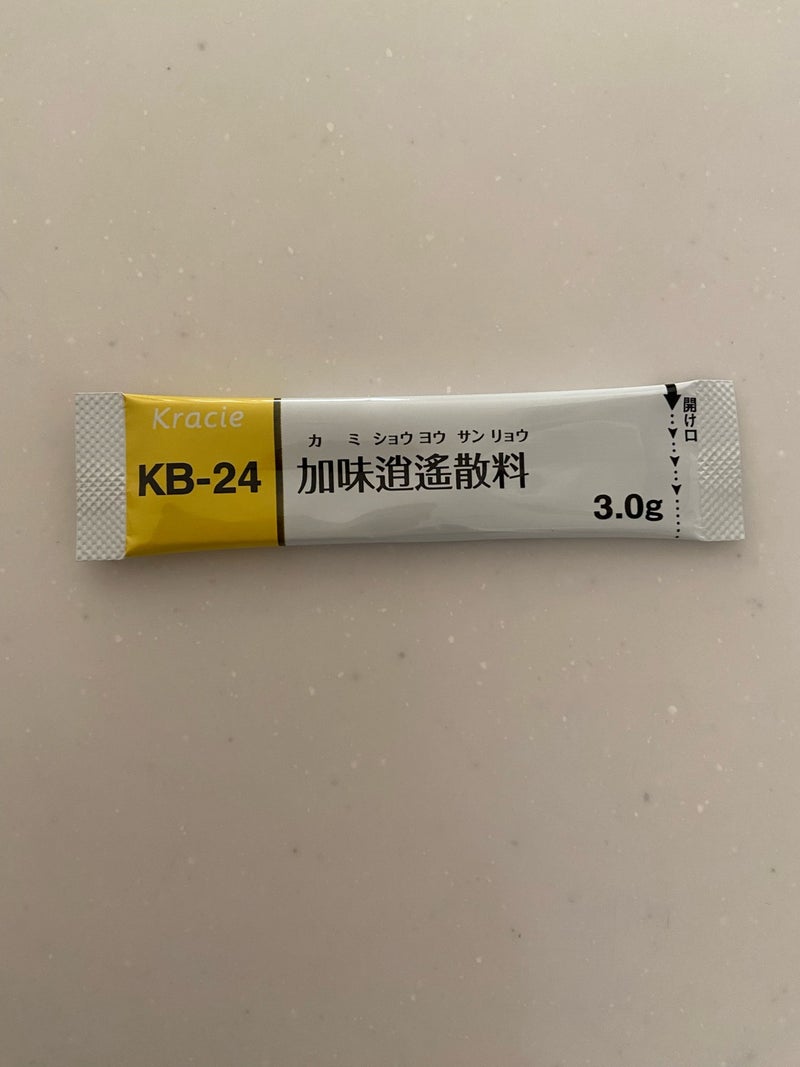 Kracie
KB-24
カ ミ ショウ ヨウ サン リョウ
加味逍遙散料
3.0g
開け口